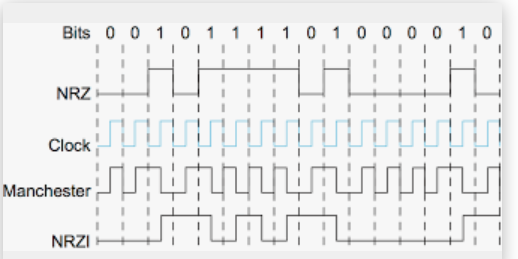 Bits 0 0 1 0 1 1 1 1 0 1 0 0 0 0 1 0
NRZ
Clock
Manchester
NRZI